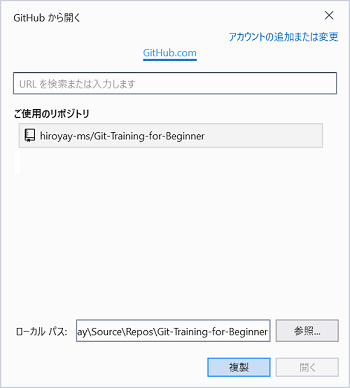 GitHub から開く
アカウントの追加または変更
GitHub.com
URL を検索または入力します
ご使用のリポジトリ
hiroyay-ms/Git-Training-for-Beginner
ローカル パス: ay\Source\Repos\Git-Training-for-Beginner 参照...
複製 開く